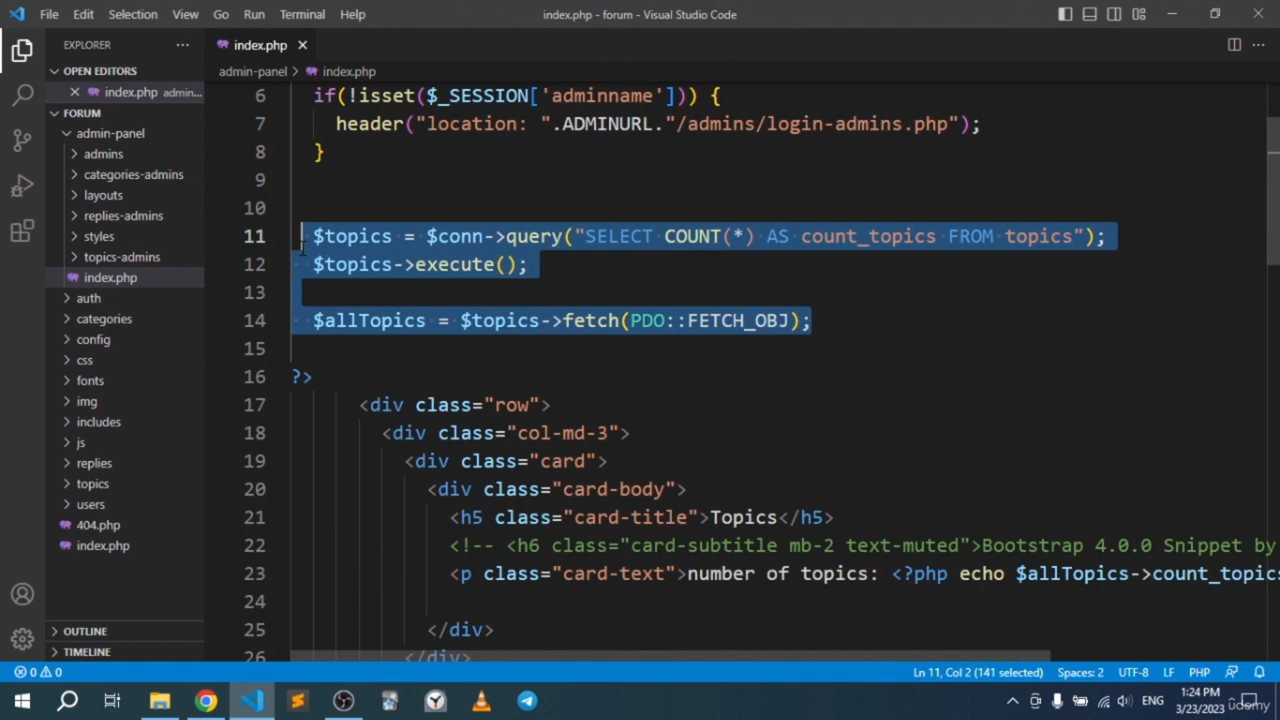 File Edit Selection View Go Run Terminal Help
index.php - forum - Visual Studio Code
EXPLORER
OPEN EDITORS
index.php admin...
FORUM
admin-panel
admins
categories-admins
layouts
replies-admins
styles
topics-admins
index.php
auth
categories
config
css
fonts
img
includes
js
replies
topics
users
404.php
index.php
OUTLINE
TIMELINE
index.php
admin-panel > index.php
6 if(!isset($_SESSION['adminname'])) {
7 header("location: ".ADMINURL."/admins/login-admins.php");
8 }
9
10
11 $topics = $conn->query("SELECT COUNT(*) AS count_topics FROM topics");
12 $topics->execute();
13
14 $allTopics = $topics->fetch(PDO::FETCH_OBJ);
15
16 ?>
17 <div class="row">
18 <div class="col-md-3">
19 <div class="card">
20 <div class="card-body">
21 <h5 class="card-title">Topics</h5>
22 <!-- <h6 class="card-subtitle mb-2 text-muted">Bootstrap 4.0.0 Snippet by
23 <p class="card-text">number of topics: <?php echo $allTopics->count_topics
24
25 </div>
26 </div>
0 0
Ln 11, Col 2 (141 selected) Spaces: 2 UTF-8 LF PHP
ENG
1:24 PM
3/23/2023
udemy